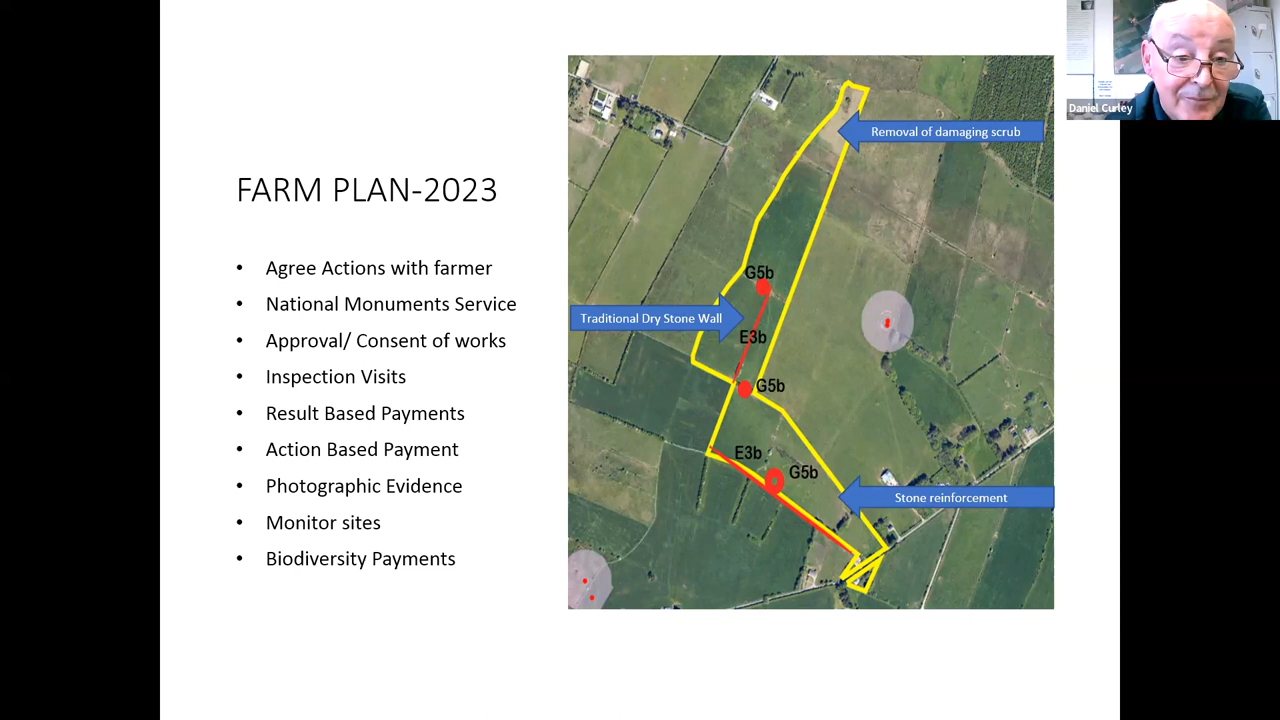 Daniel Curley
FARM PLAN-2023
• Agree Actions with farmer
• National Monuments Service
• Approval/ Consent of works
• Inspection Visits
• Result Based Payments
• Action Based Payment
• Photographic Evidence
• Monitor sites
• Biodiversity Payments
Removal of damaging scrub
G5b
Traditional Dry Stone Wall
E3b
G5b
E3b
G5b
Stone reinforcement